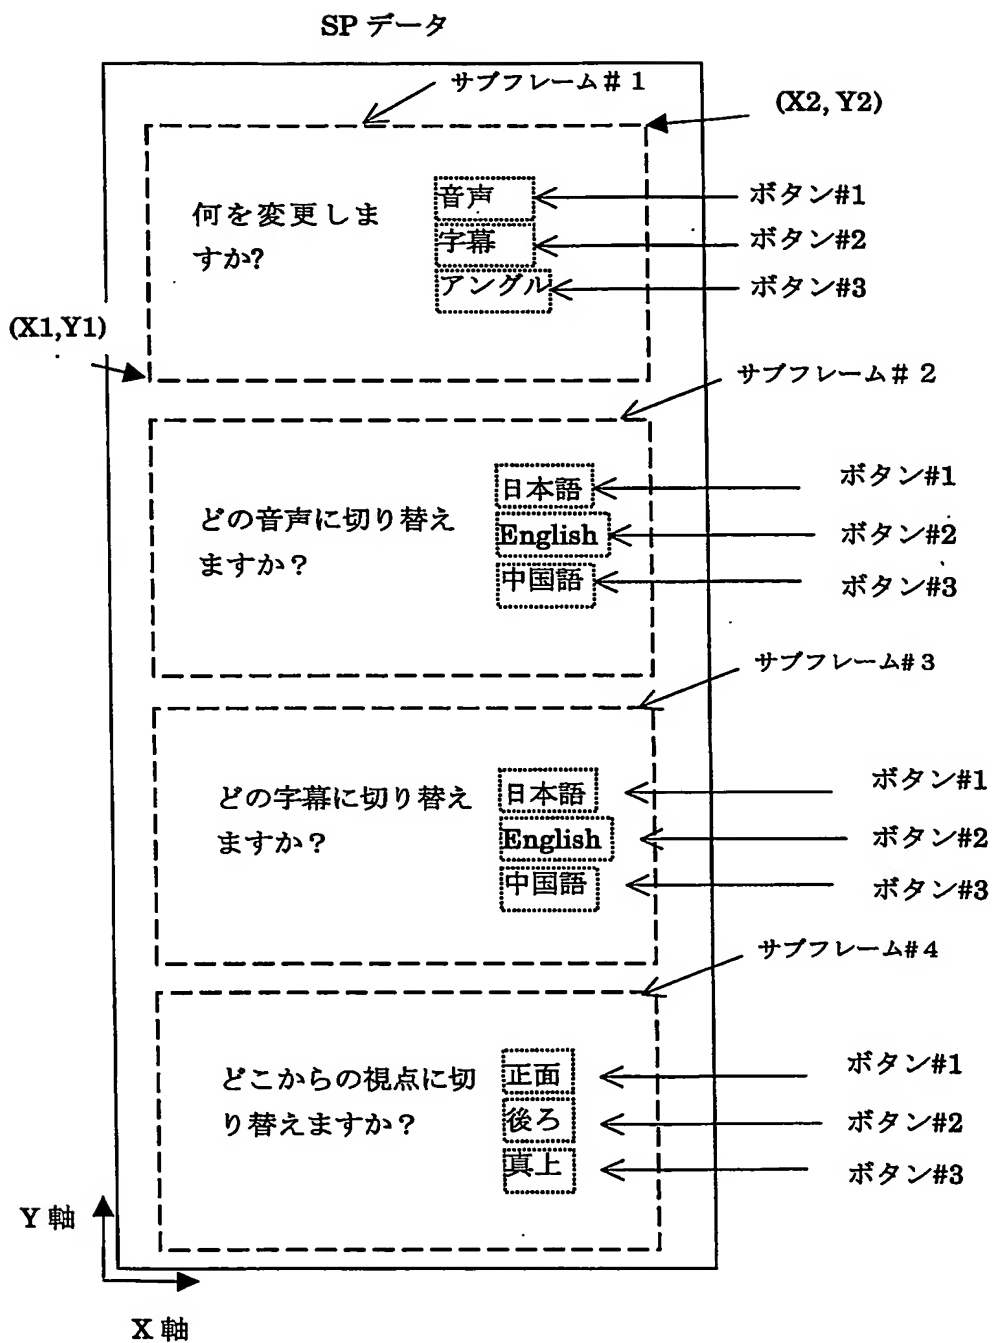 SP データ
サブフレーム＃１
(X2, Y2)
何を変更しま
すか?
音声
字幕
アングル
ボタン#1
ボタン#2
ボタン#3
(X1,Y1)
サブフレーム＃２
どの音声に切り替え
ますか？
日本語
English
中国語
ボタン#1
ボタン#2
ボタン#3
サブフレーム#３
どの字幕に切り替え
ますか？
日本語
English
中国語
ボタン#1
ボタン#2
ボタン#3
サブフレーム#４
どこからの視点に切
り替えますか？
正面
後ろ
真上
ボタン#1
ボタン#2
ボタン#3
Y 軸
X 軸